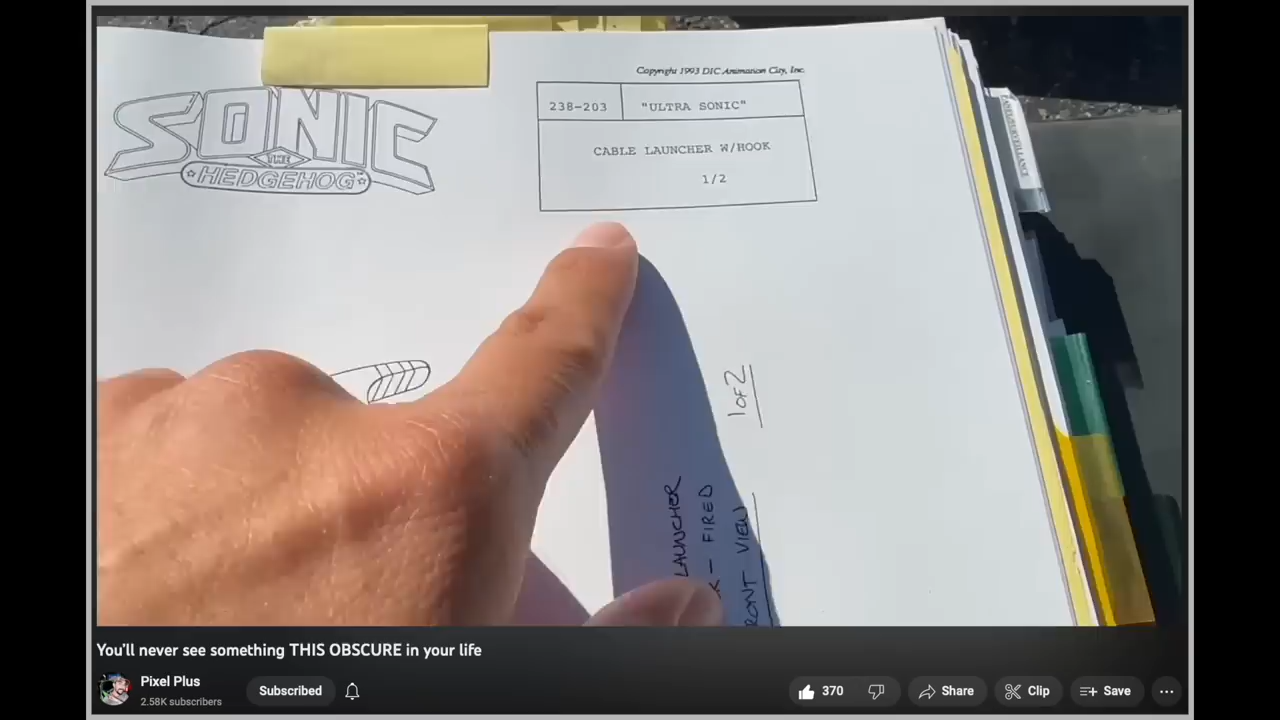 Copyright 1993 DIC Animation City, Inc.
SONIC
THE
HEDGEHOG
238-203 "ULTRA SONIC"
CABLE LAUNCHER W/HOOK
1/2
1 OF 2
LAUNCHER
- FIRED
VIEW
You'll never see something THIS OBSCURE in your life
Pixel Plus
2.58K subscribers
Subscribed
370
Share
Clip
Save